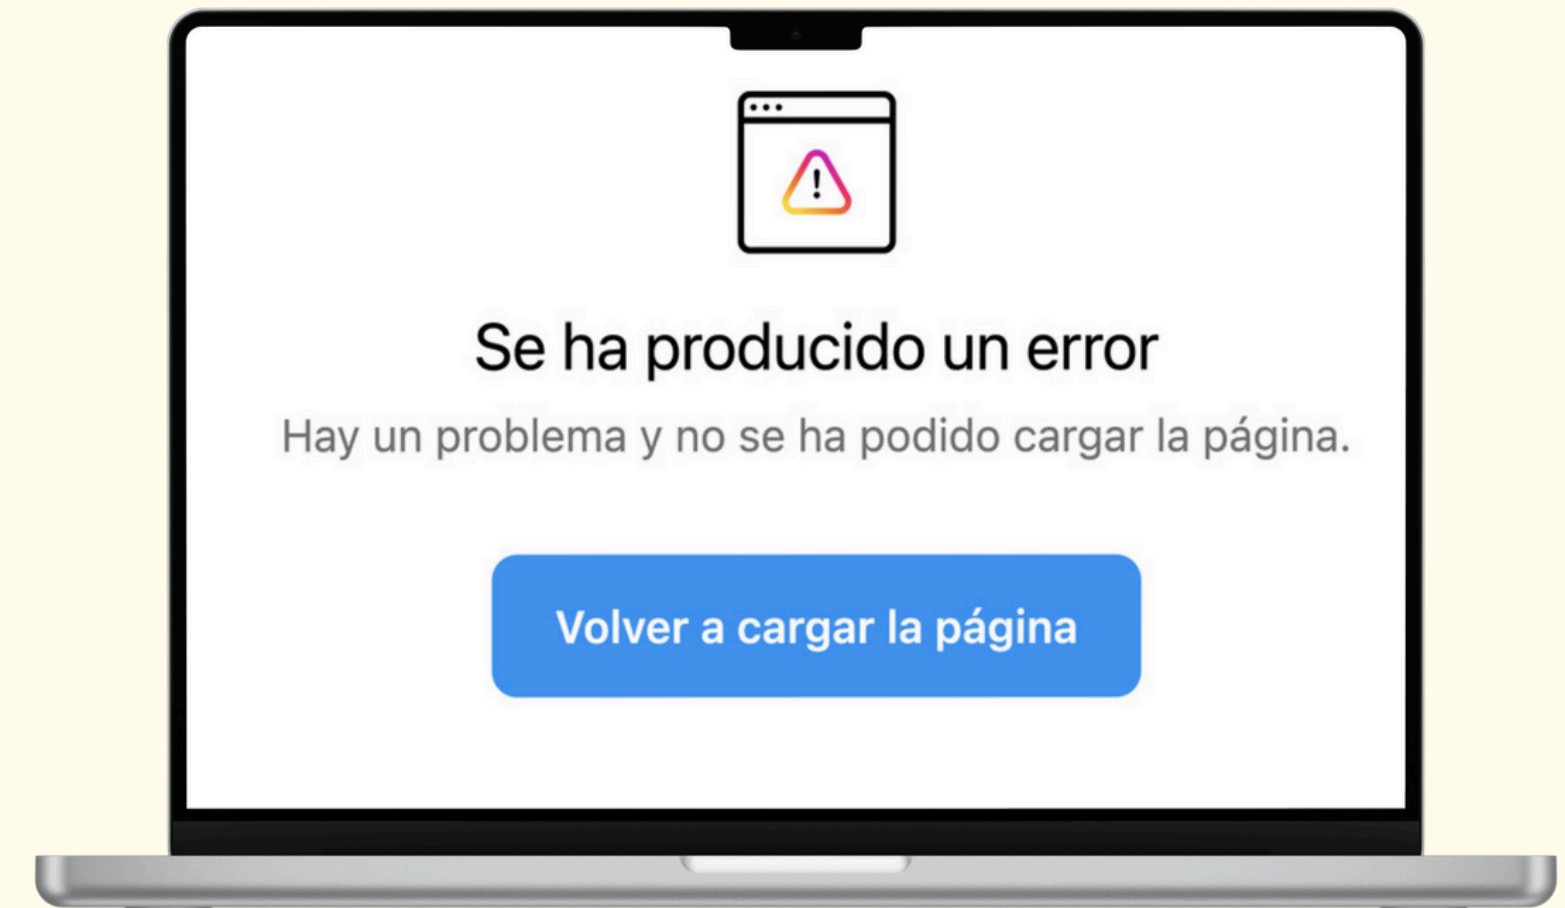 Se ha producido un error
Hay un problema y no se ha podido cargar la página.
Volver a cargar la página